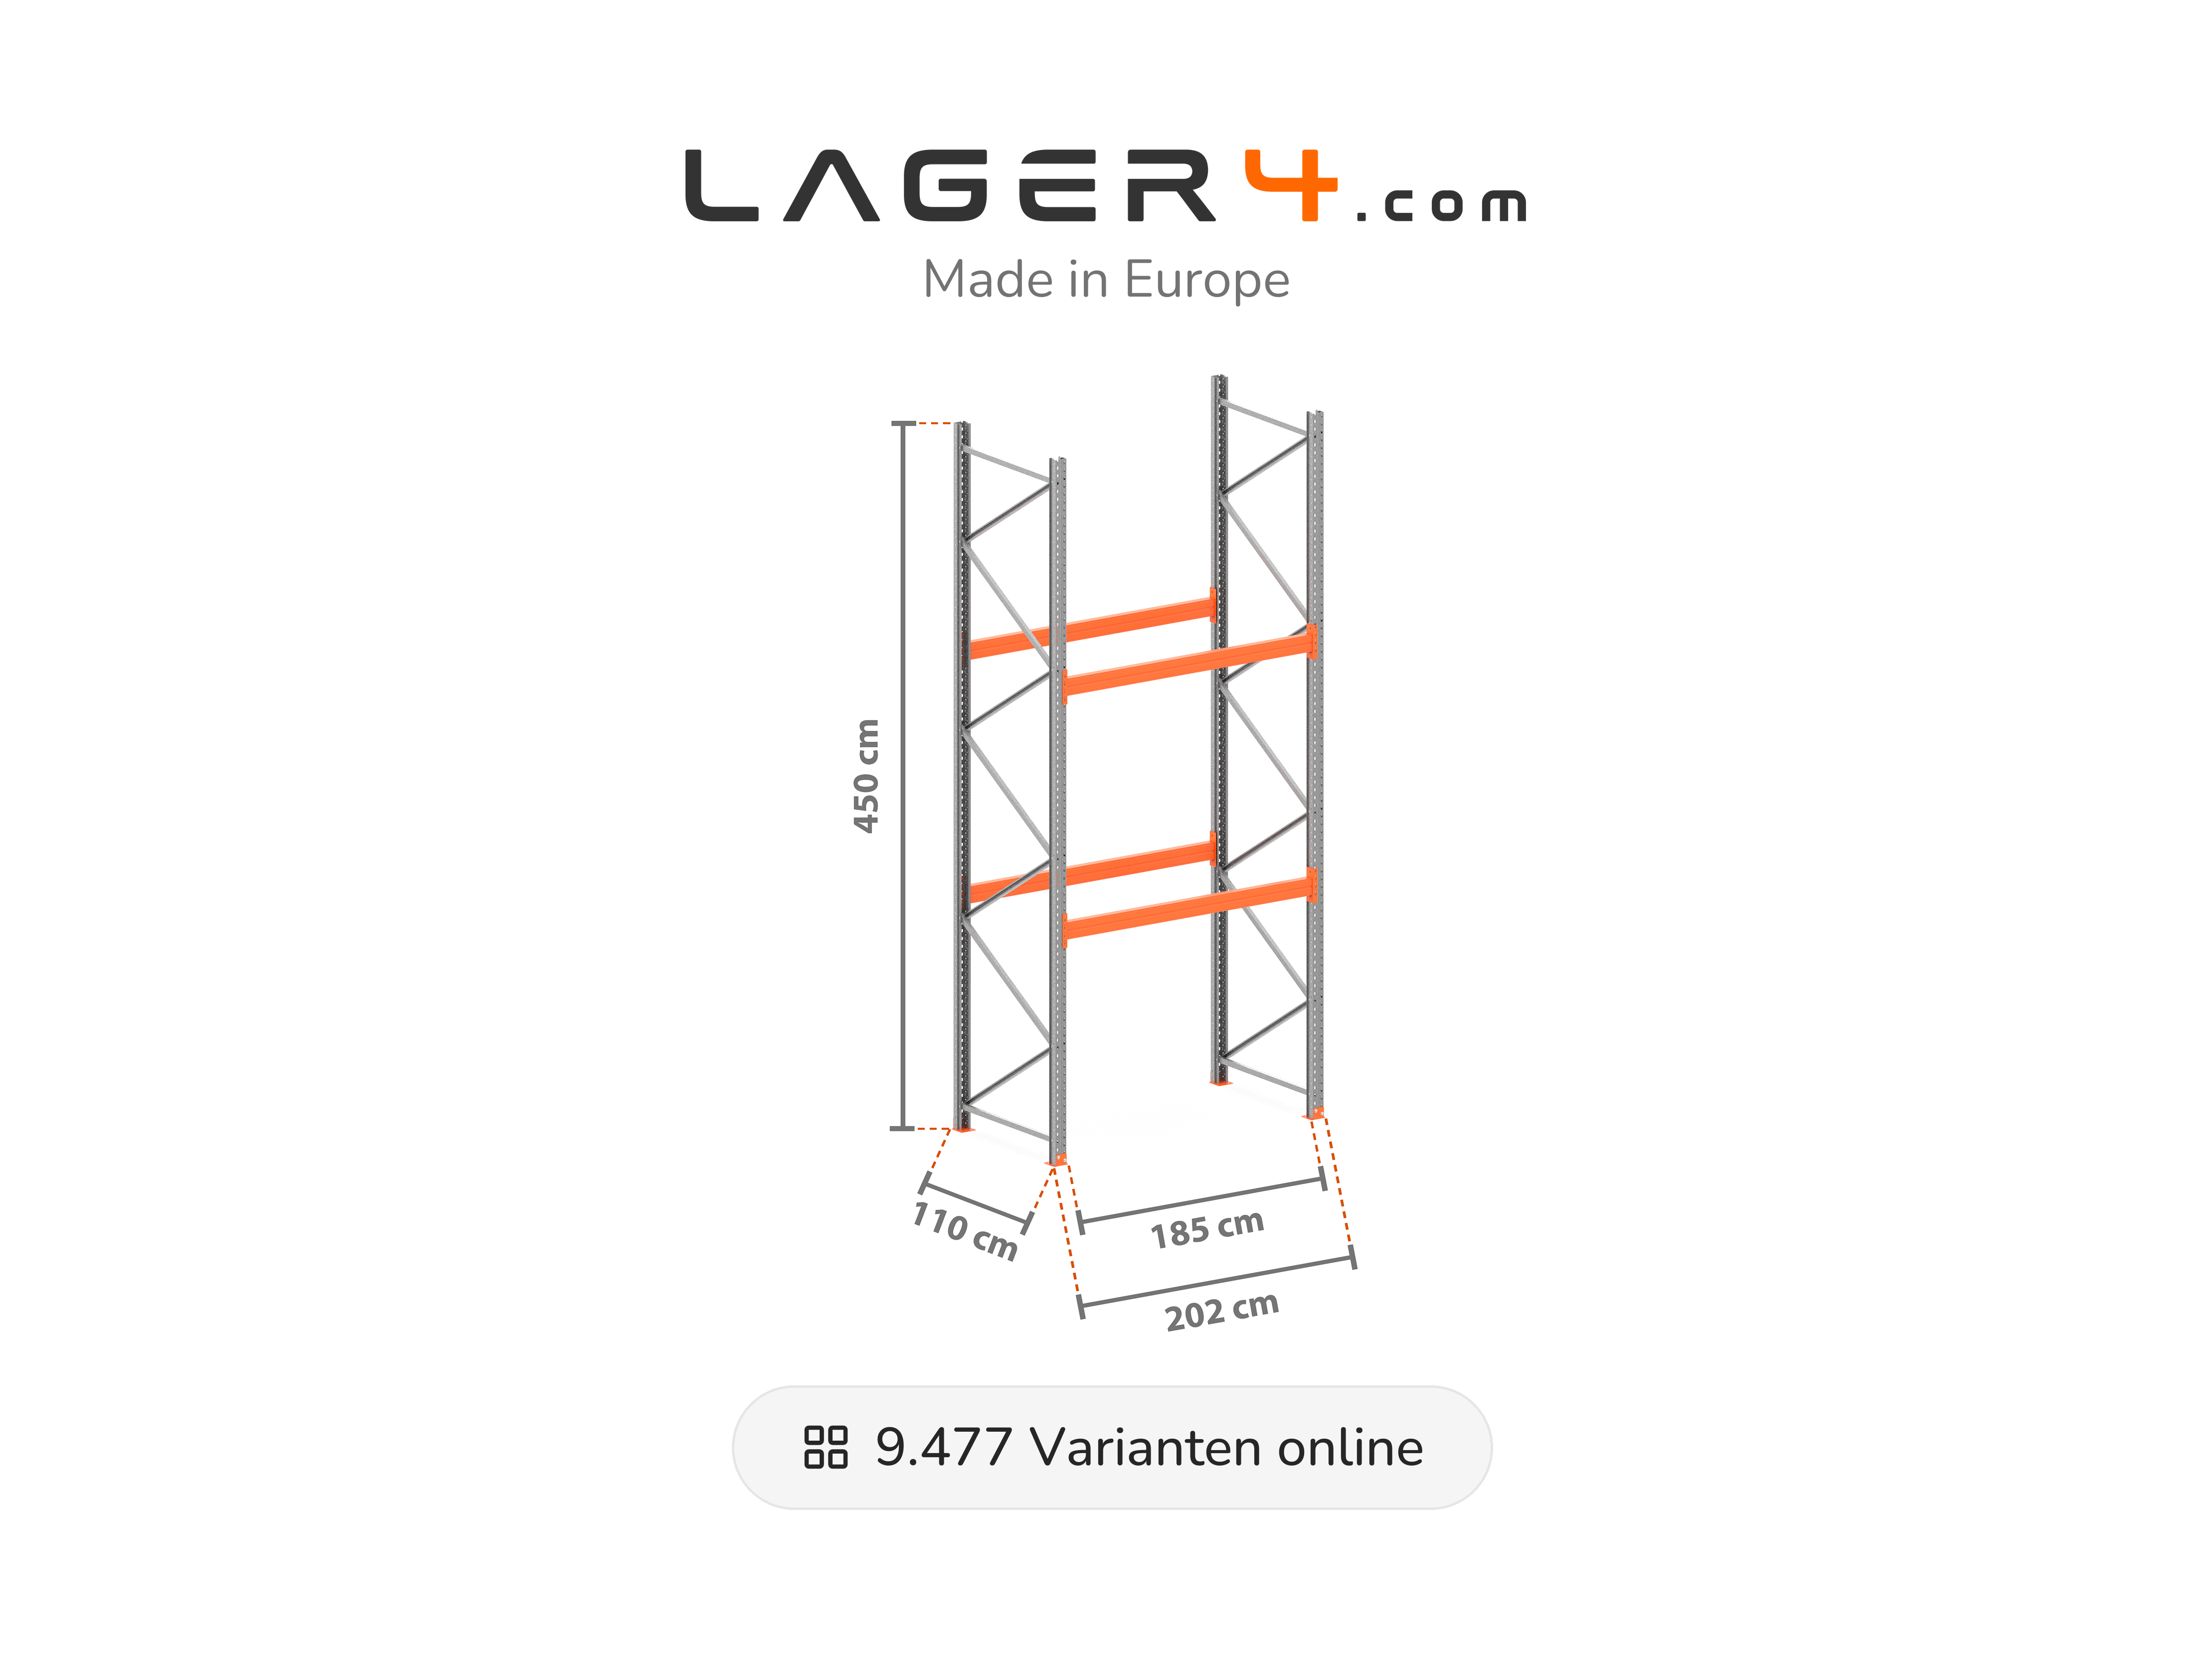 LAGER4.com
Made in Europe
450 cm
110 cm
185 cm
202 cm
9.477 Varianten online